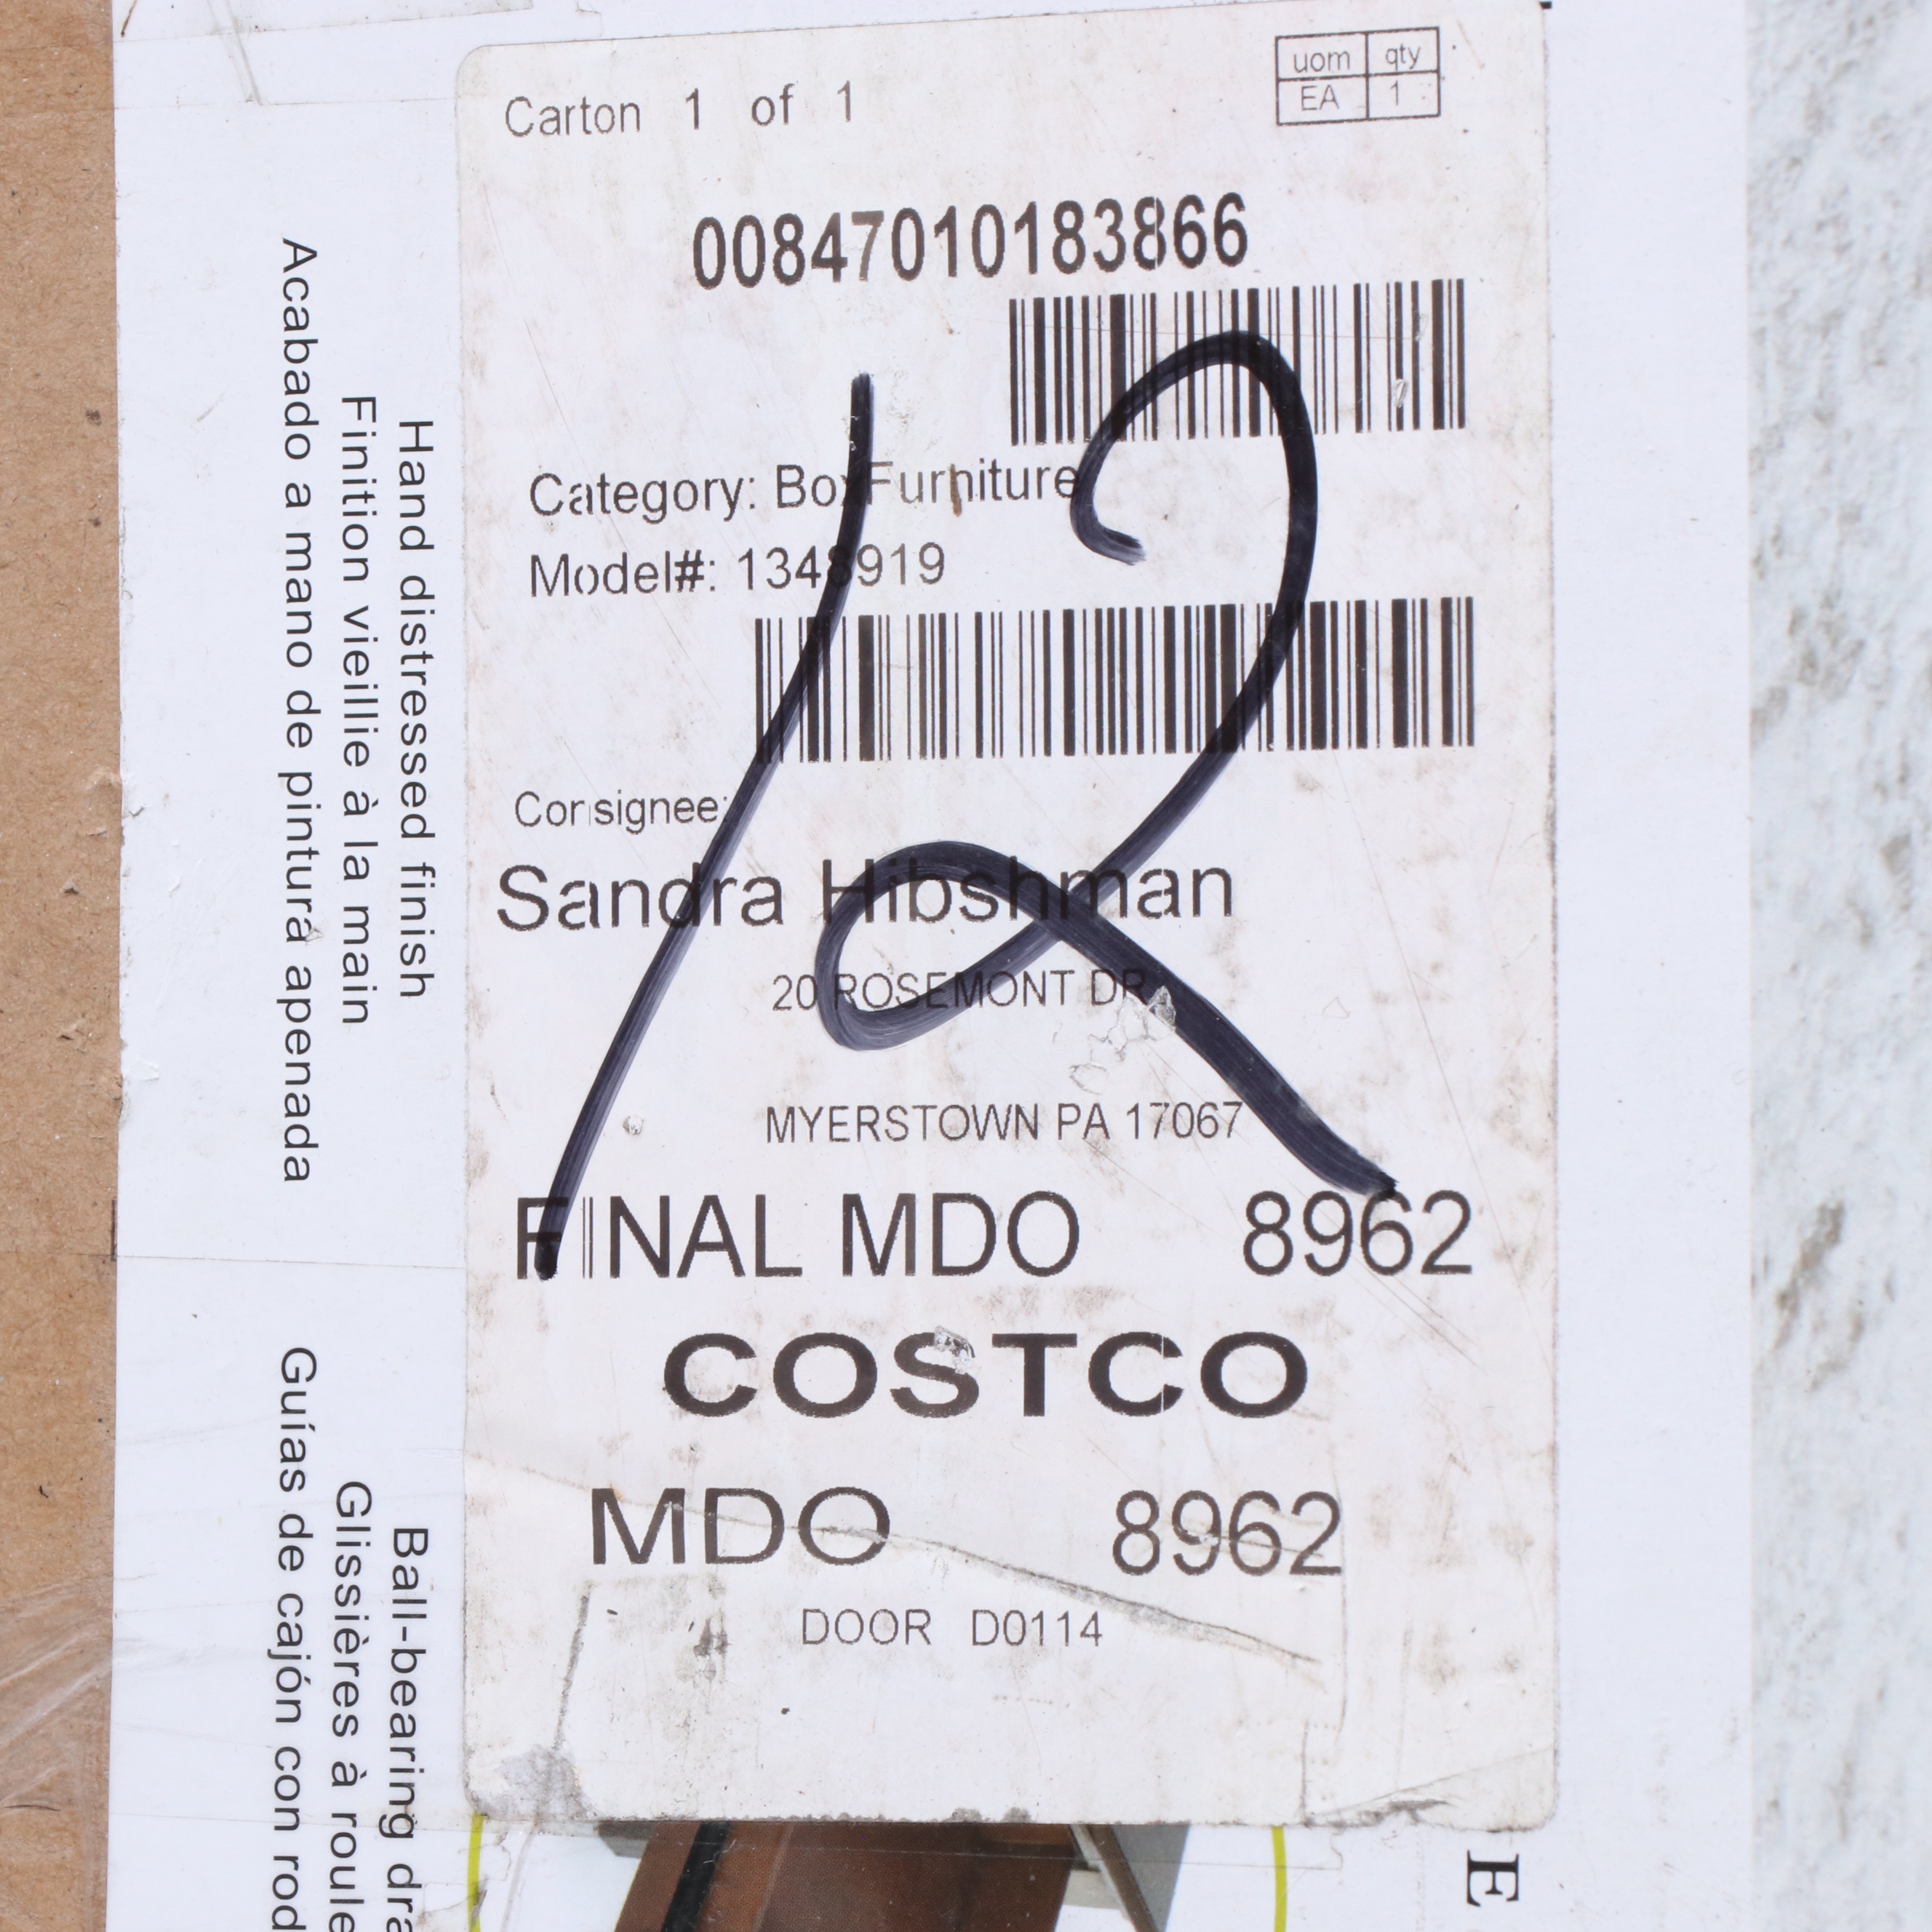 Carton 1 of 1
uom qty
EA 1
00847010183866
Category: Box Furniture
Model#: 1348919
12
Consignee:
Sandra Hibshman
20 ROSEMONT DR
MYERSTOWN PA 17067
FINAL MDO 8962
COSTCO
MDO 8962
DOOR D0114
Hand distressed finish
Finition vieillie à la main
Acabado a mano de pintura apenada
Ball-bearing dra
Glissières à roule
Guías de cajón con rod
E